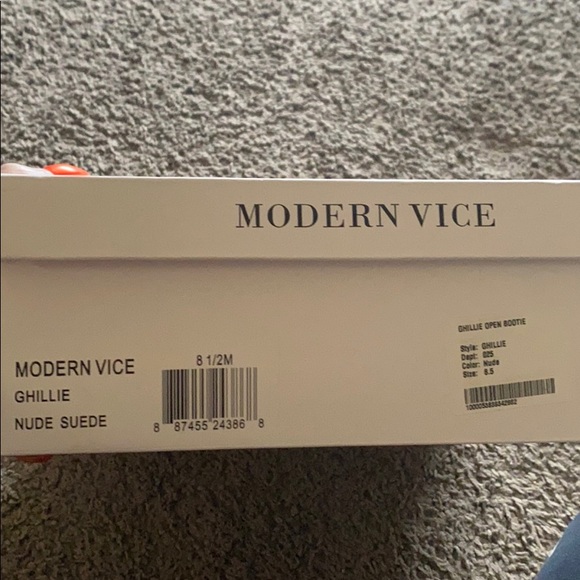 MODERN VICE
GHILLIE OPEN BOOTIE
Style: GHILLIE
Dept: 025
Color: Nude
Size: 8.5
8 1/2M
MODERN VICE
GHILLIE
NUDE SUEDE
8 87455 24386 8